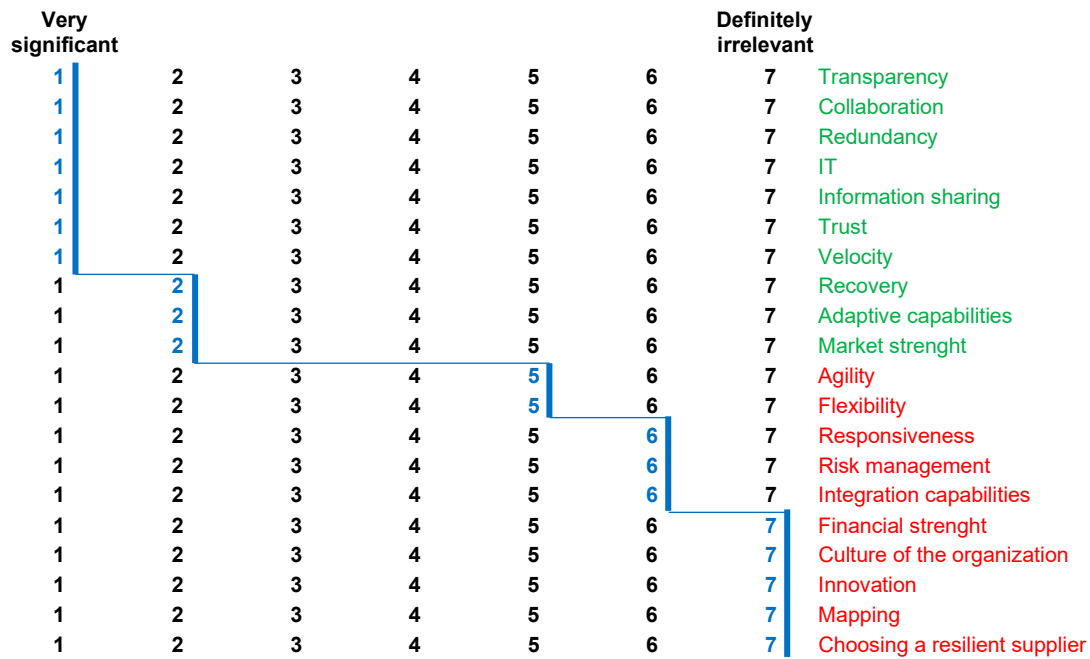 Very significant Definitely irrelevant
1 2 3 4 5 6 7 Transparency
1 2 3 4 5 6 7 Collaboration
1 2 3 4 5 6 7 Redundancy
1 2 3 4 5 6 7 IT
1 2 3 4 5 6 7 Information sharing
1 2 3 4 5 6 7 Trust
1 2 3 4 5 6 7 Velocity
1 2 3 4 5 6 7 Recovery
1 2 3 4 5 6 7 Adaptive capabilities
1 2 3 4 5 6 7 Market strenght
1 2 3 4 5 6 7 Agility
1 2 3 4 5 6 7 Flexibility
1 2 3 4 5 6 7 Responsiveness
1 2 3 4 5 6 7 Risk management
1 2 3 4 5 6 7 Integration capabilities
1 2 3 4 5 6 7 Financial strenght
1 2 3 4 5 6 7 Culture of the organization
1 2 3 4 5 6 7 Innovation
1 2 3 4 5 6 7 Mapping
1 2 3 4 5 6 7 Choosing a resilient supplier